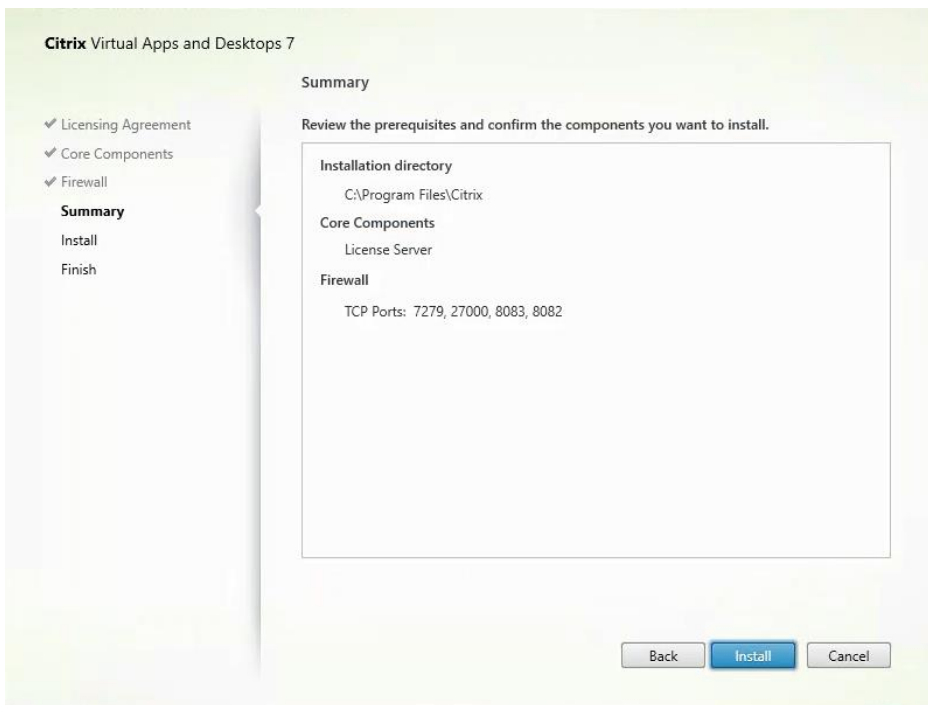 Citrix Virtual Apps and Desktops 7
Summary
Licensing Agreement
Core Components
Firewall
Summary
Install
Finish
Review the prerequisites and confirm the components you want to install.
Installation directory
C:\Program Files\Citrix
Core Components
License Server
Firewall
TCP Ports: 7279, 27000, 8083, 8082
Back
Install
Cancel